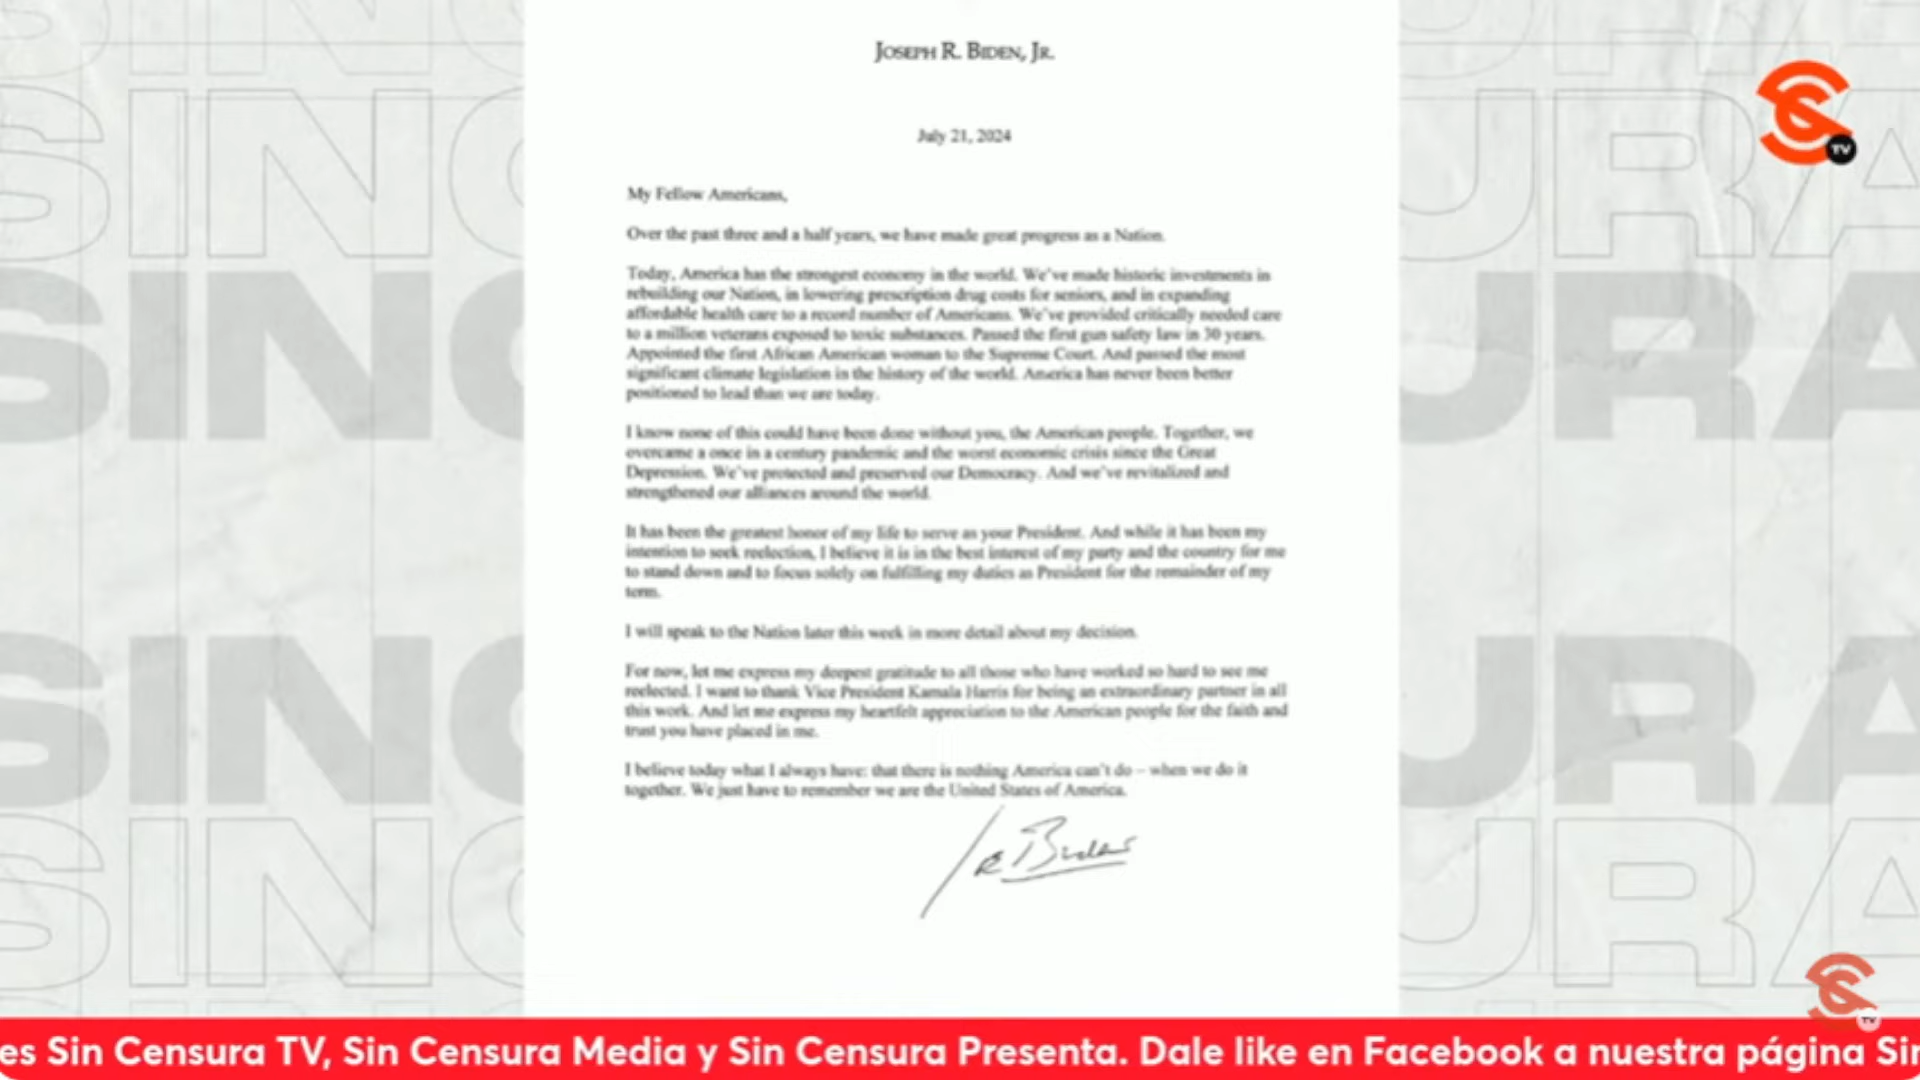 JOSEPH R. BIDEN, JR.
July 21, 2024
My Fellow Americans,
Over the past three and a half years, we have made great progress as a Nation.
Today, America has the strongest economy in the world. We've made historic investments in
rebuilding our Nation, in lowering prescription drug costs for seniors, and in expanding
affordable health care to a record number of Americans. We've provided critically needed care
to a million veterans exposed to toxic substances. Passed the first gun safety law in 30 years.
Appointed the first African American woman to the Supreme Court. And passed the most
significant climate legislation in the history of the world. America has never been better
positioned to lead than we are today.
I know none of this could have been done without you, the American people. Together, we
overcame a once in a century pandemic and the worst economic crisis since the Great
Depression. We've protected and preserved our Democracy. And we've revitalized and
strengthened our alliances around the world.
It has been the greatest honor of my life to serve as your President. And while it has been my
intention to seek reelection, I believe it is in the best interest of my party and the country for me
to stand down and to focus solely on fulfilling my duties as President for the remainder of my
term.
I will speak to the Nation later this week in more detail about my decision.
For now, let me express my deepest gratitude to all those who have worked so hard to see me
reelected. I want to thank Vice President Kamala Harris for being an extraordinary partner in all
this work. And let me express my heartfelt appreciation to the American people for the faith and
trust you have placed in me.
I believe today what I always have: that there is nothing America can't do – when we do it
together. We just have to remember we are the United States of America.
Joe Biden
SINC URA
SINC URA
SINC URA
SINC URA
TV
TV
es Sin Censura TV, Sin Censura Media y Sin Censura Presenta. Dale like en Facebook a nuestra página Sin